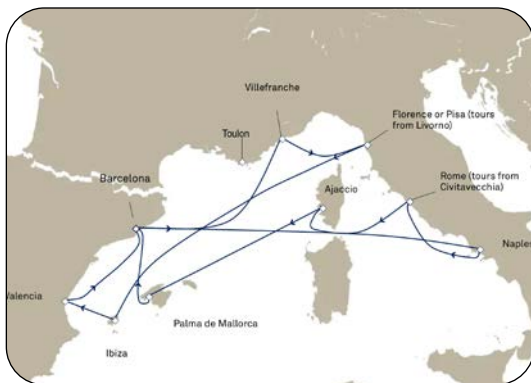 Villefranche
Florence or Pisa (tours
from Livorno)
Toulon
Rome (tours from
Civitavecchia)
Barcelona
Ajaccio
Naples
Valencia
Palma de Mallorca
Ibiza